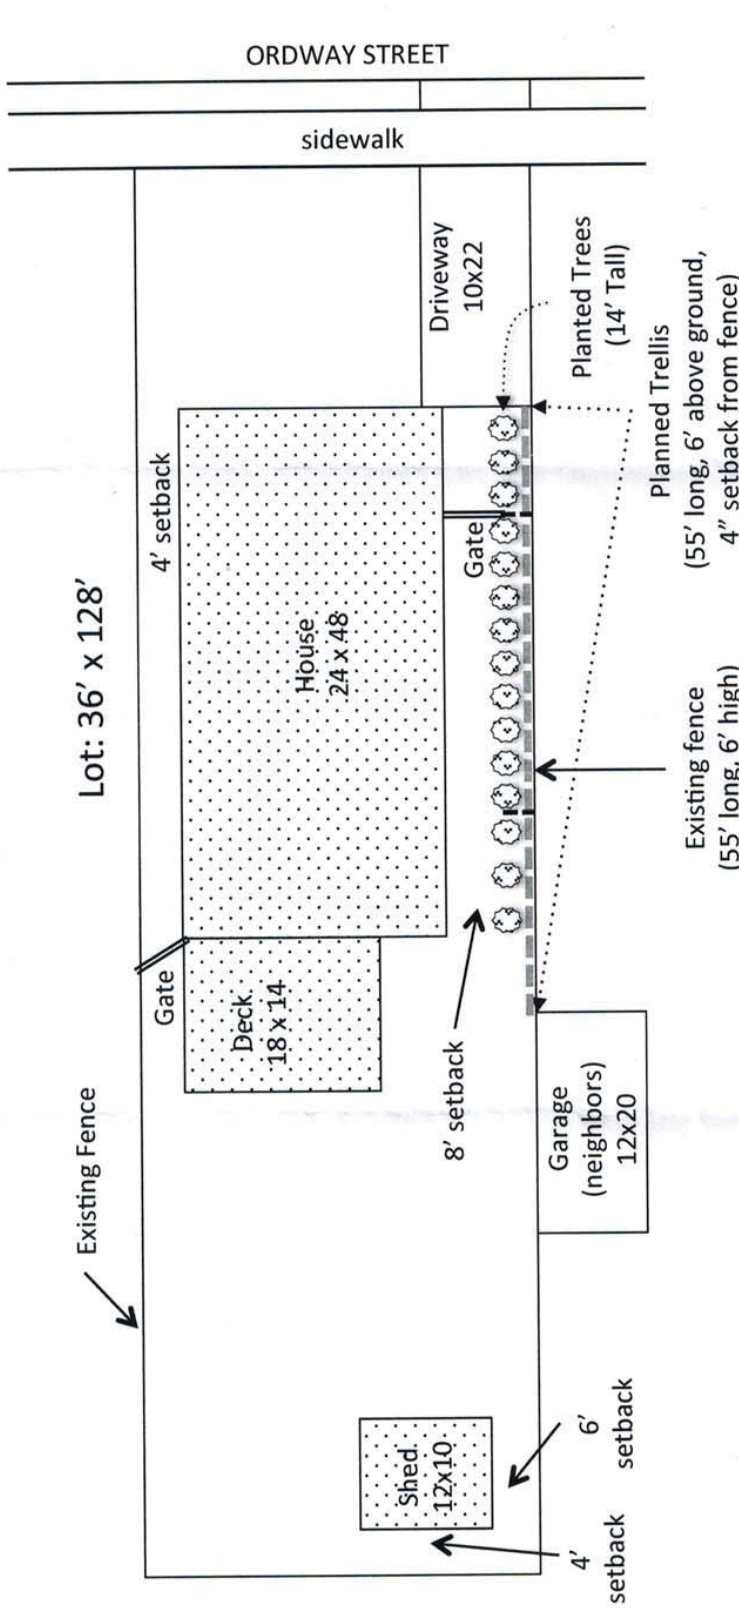 ORDWAY STREET
sidewalk
Driveway
10x22
Planted Trees
(14’ Tall)
Planned Trellis
(55’ long, 6’ above ground,
4” setback from fence)
4’ setback
Lot: 36’ x 128’
House
24 x 48
Gate
Existing fence
(55’ long, 6’ high)
Gate
Deck
18 x 14
8’ setback
Existing Fence
Garage
(neighbors)
12x20
Shed
12x10
6’
setback
4’
setback